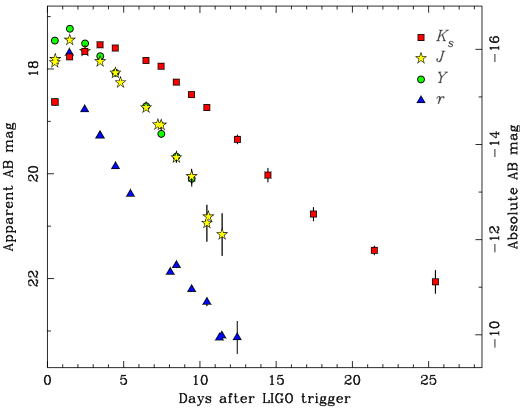 K_s
J
Y
r
18
20
22
Apparent AB mag
−16
−14
−12
−10
Absolute AB mag
0 5 10 15 20 25
Days after LIGO trigger